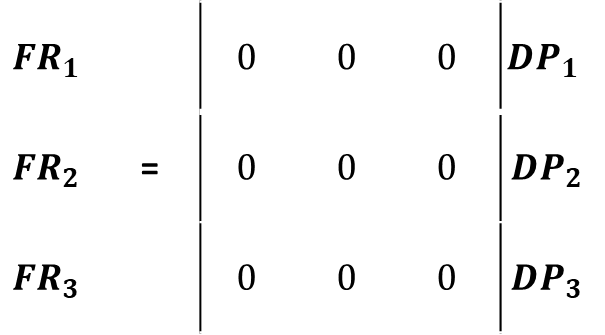 FR₁ | 0 0 0 | DP₁
FR₂ = | 0 0 0 | DP₂
FR₃ | 0 0 0 | DP₃